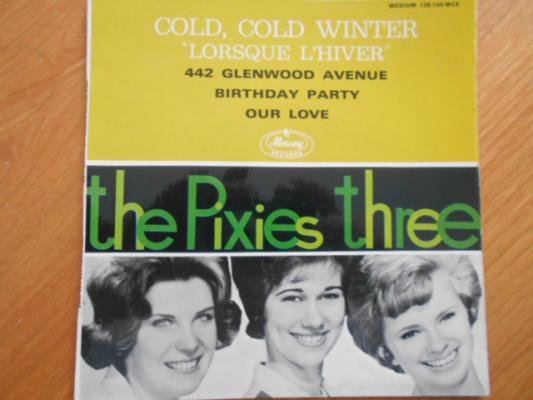 MEDIUM 126.144 MCE
COLD, COLD WINTER
"LORSQUE L'HIVER"
442 GLENWOOD AVENUE
BIRTHDAY PARTY
OUR LOVE
Mercury
RECORDS
the Pixies three